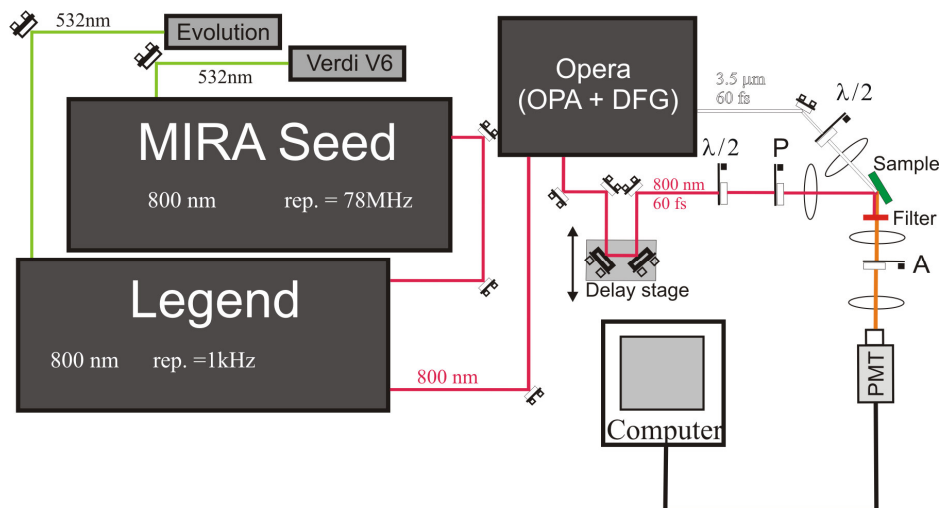 532nm
Evolution
532nm
Verdi V6
MIRA Seed
800 nm rep. = 78MHz
Legend
800 nm rep. =1kHz
800 nm
Opera
(OPA + DFG)
3.5 μm
60 fs
λ/2
λ/2
P
800 nm
60 fs
Sample
Filter
A
Delay stage
Computer
PMT